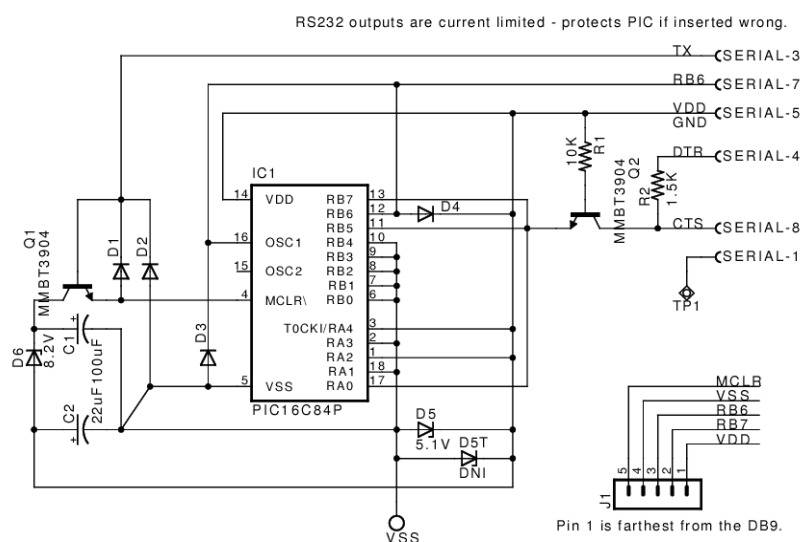 RS232 outputs are current limited - protects PIC if inserted wrong.
TX SERIAL-3
RB6 SERIAL-7
VDD SERIAL-5
GND
DTR SERIAL-4
CTS SERIAL-8
SERIAL-1
TP1
10K
R1
MMBT3904
Q2
R2
1.5K
IC1
14 VDD RB7 13
RB6 12
RB5 11
16 OSC1 RB4 10
RB3 9
15 OSC2 RB2 8
RB1 7
4 MCLR\ RB0 6
T0CKI/RA4 3
RA3 2
RA2 1
RA1 18
5 VSS RA0 17
PIC16C84P
D4
Q1
MMBT3904
D1
D2
D3
D6
8.2V
C1
100uF
C2
22uF
D5
5.1V
D5T
DNI
VSS
MCLR
VSS
RB6
RB7
VDD
5 4 3 2 1
J1
Pin 1 is farthest from the DB9.